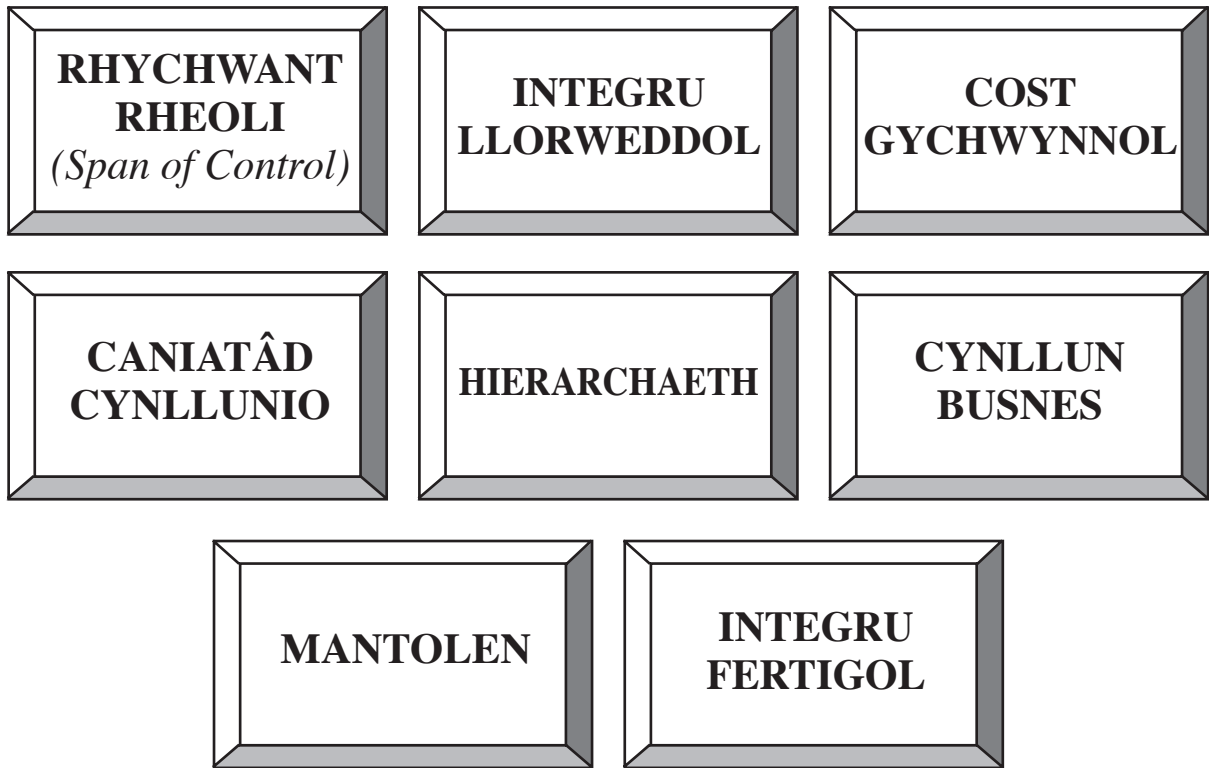 RHYCHWANT
RHEOLI
(Span of Control)
INTEGRU
LLORWEDDOL
COST
GYCHWYNNOL
CANIATÂD
CYNLLUNIO
HIERARCHAETH
CYNLLUN
BUSNES
MANTOLEN
INTEGRU
FERTIGOL